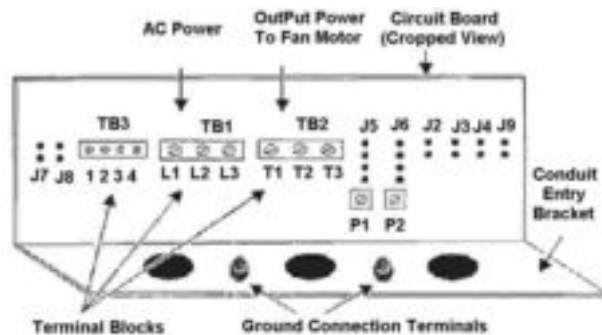 AC Power
OutPut Power
To Fan Motor
Circuit Board
(Cropped View)
TB3
TB1
TB2
J5
J6
J2
J3
J4
J9
J7
J8
1 2 3 4
L1
L2
L3
T1
T2
T3
P1
P2
Conduit
Entry
Bracket
Terminal Blocks
Ground Connection Terminals